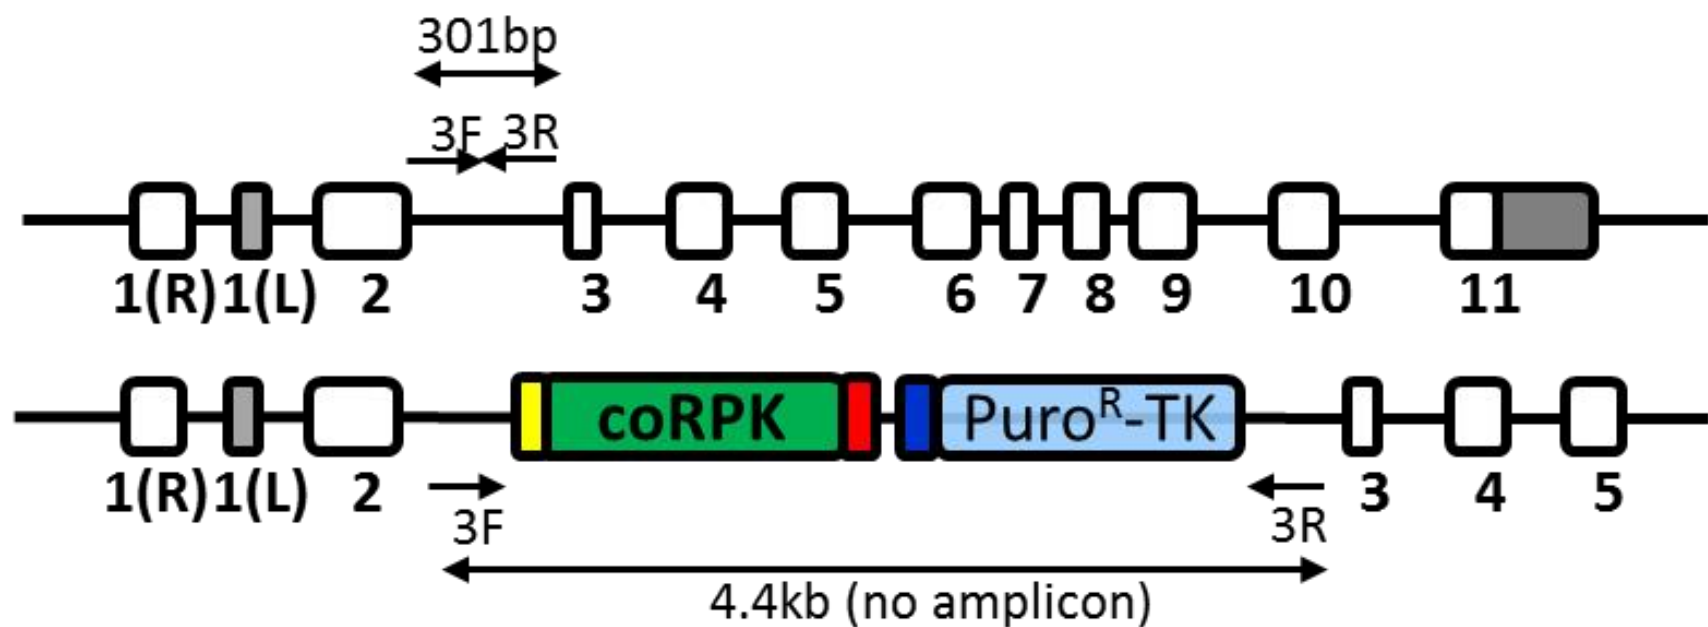 301bp
3F 3R
1(R) 1(L) 2 3 4 5 6 7 8 9 10 11
coRPK Puroᴿ-TK
1(R) 1(L) 2 3 4 5
3F 3R
4.4kb (no amplicon)